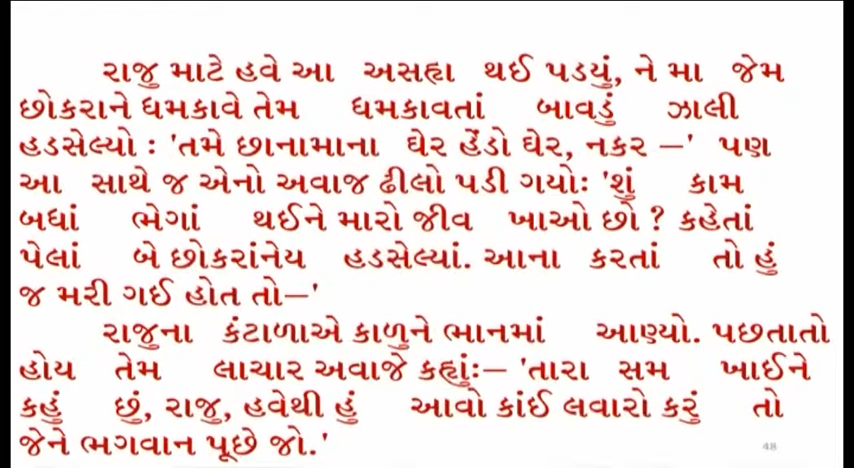 રાજુ માટે હવે આ અસહ્ય થઈ પડયું, ને મા જેમ
છોકરાને ધમકાવે તેમ ધમકાવતાં બાવડું ઝાલી
હડસેલ્યો : 'તમે છાનામાના ઘેર હેંડો ઘેર, નકર –' પણ
આ સાથે જ એનો અવાજ ઢીલો પડી ગયોઃ 'શું કામ
બધાં ભેગાં થઈને મારો જીવ ખાઓ છો ? કહેતાં
પેલાં બે છોકરાંનેય હડસેલ્યાં. આના કરતાં તો હું
જ મરી ગઈ હોત તો–'
રાજુના કંટાળાએ કાળુને ભાનમાં આણ્યો. પછતાતો
હોય તેમ લાચાર અવાજે કહ્યુંઃ– 'તારા સમ ખાઈને
કહું છું, રાજુ, હવેથી હું આવો કાંઈ લવારો કરું તો
જેને ભગવાન પૂછે જો.'
48